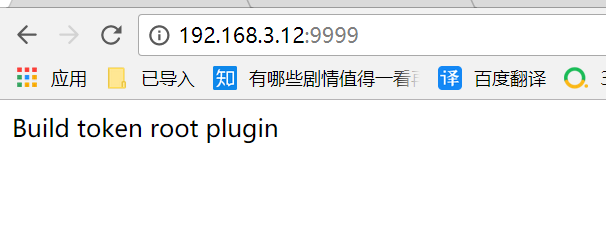 192.168.3.12:9999
应用 已导入 知 有哪些剧情值得一看 译 百度翻译
Build token root plugin